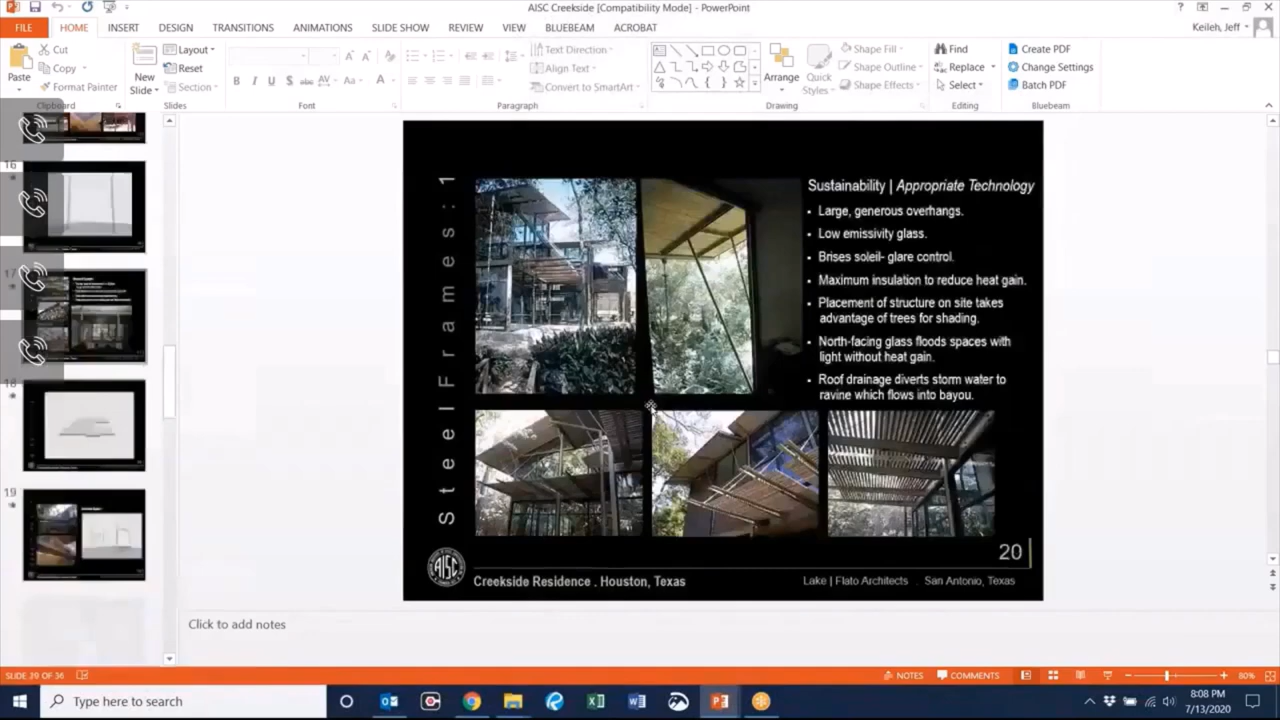 AISC Creekside [Compatibility Mode] - PowerPoint
FILE HOME INSERT DESIGN TRANSITIONS ANIMATIONS SLIDE SHOW REVIEW VIEW BLUEBEAM ACROBAT Keileh, Jeff
Paste
Cut
Copy
Format Painter
Clipboard
New
Slide
Layout
Reset
Section
Slides
Font
Text Direction
Align Text
Convert to SmartArt
Paragraph
Arrange
Quick
Styles
Shape Fill
Shape Outline
Shape Effects
Drawing
Find
Replace
Select
Editing
Create PDF
Change Settings
Batch PDF
Bluebeam
16
17
18
19
Steel Frames: 1
Sustainability | Appropriate Technology
▪ Large, generous overhangs.
▪ Low emissivity glass.
▪ Brises soleil- glare control.
▪ Maximum insulation to reduce heat gain.
▪ Placement of structure on site takes
advantage of trees for shading.
▪ North-facing glass floods spaces with
light without heat gain.
▪ Roof drainage diverts storm water to
ravine which flows into bayou.
20
AISC
Creekside Residence . Houston, Texas
Lake | Flato Architects . San Antonio, Texas
Click to add notes
NOTES COMMENTS 80%
Type here to search
8:08 PM
7/13/2020